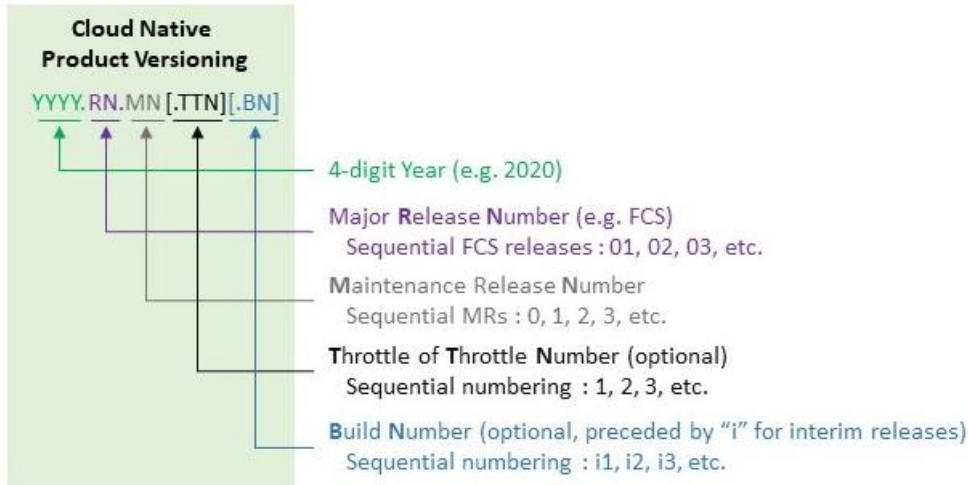 Cloud Native
Product Versioning
YYYY.RN.MN[.TTN][.BN]
4-digit Year (e.g. 2020)
Major Release Number (e.g. FCS)
Sequential FCS releases : 01, 02, 03, etc.
Maintenance Release Number
Sequential MRs : 0, 1, 2, 3, etc.
Throttle of Throttle Number (optional)
Sequential numbering : 1, 2, 3, etc.
Build Number (optional, preceded by “i” for interim releases)
Sequential numbering : i1, i2, i3, etc.